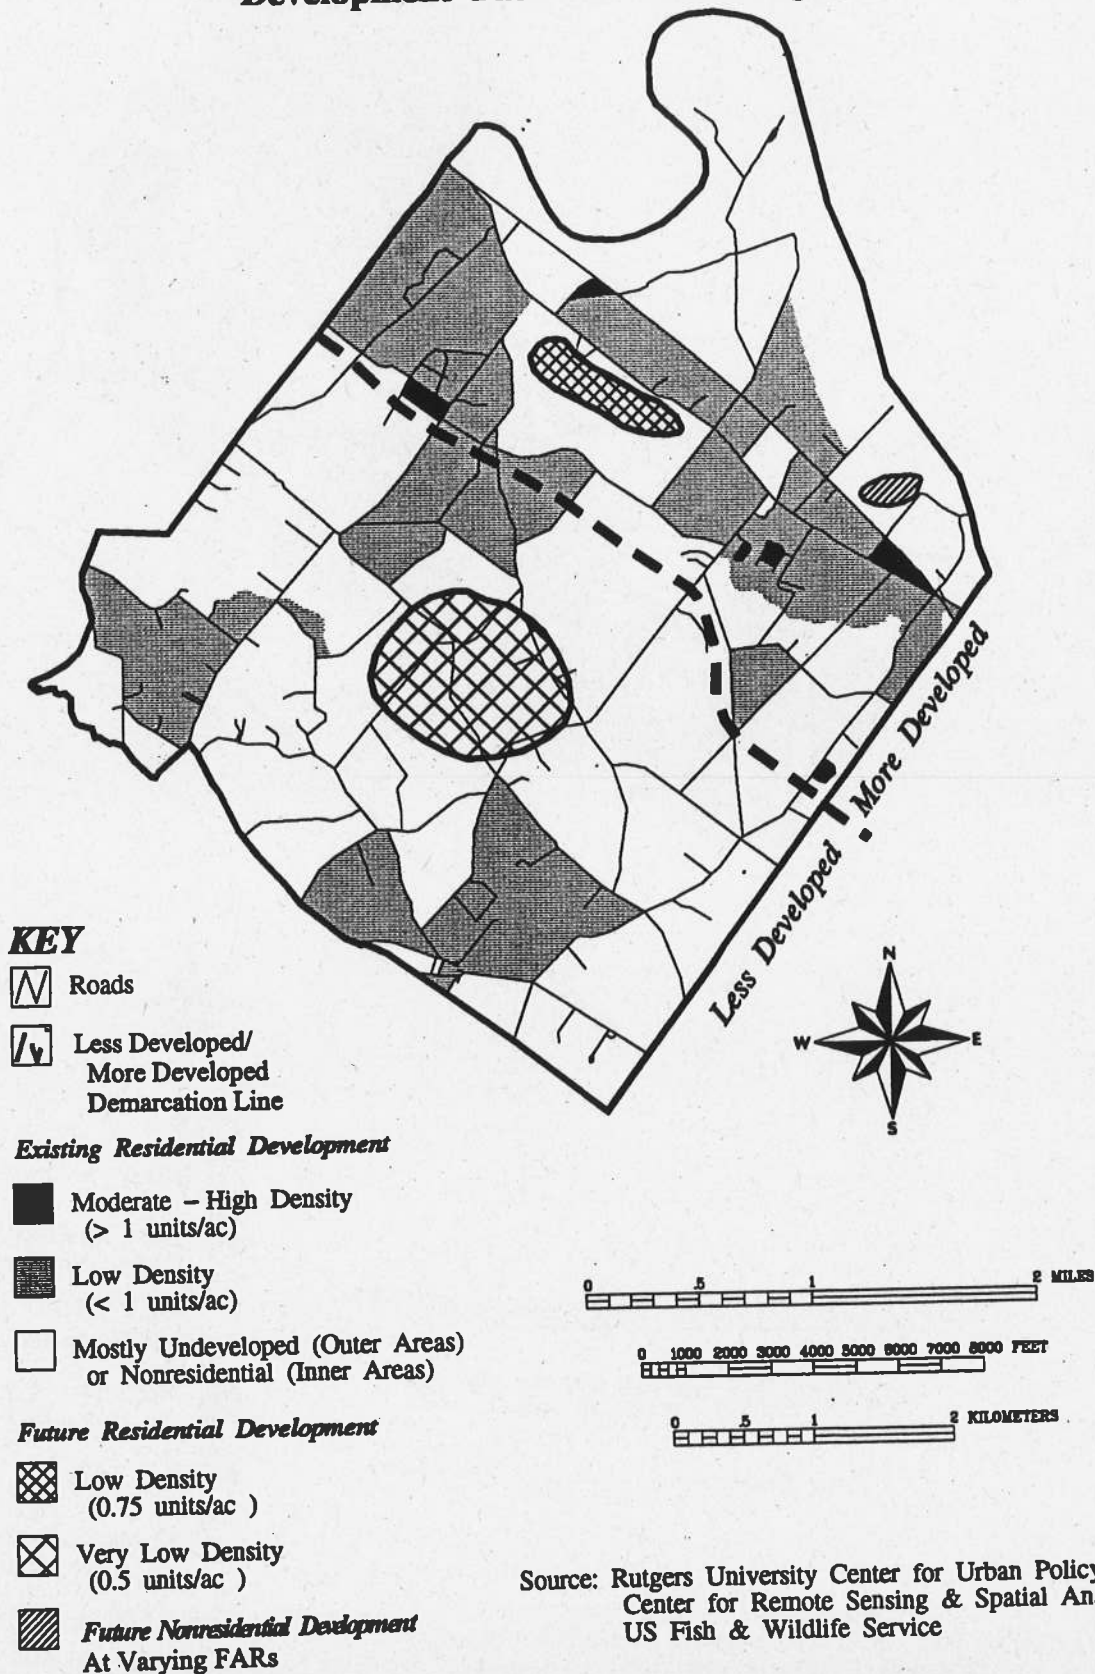 Development
Less Developed
More Developed
N
W
E
S
KEY
Roads
Less Developed/
More Developed
Demarcation Line
Existing Residential Development
Moderate – High Density
(> 1 units/ac)
Low Density
(< 1 units/ac)
Mostly Undeveloped (Outer Areas)
or Nonresidential (Inner Areas)
Future Residential Development
Low Density
(0.75 units/ac )
Very Low Density
(0.5 units/ac )
Future Nonresidential Development
At Varying FARs
0 .5 1 2 MILES
0 1000 2000 3000 4000 5000 6000 7000 8000 FEET
0 .5 1 2 KILOMETERS
Source: Rutgers University Center for Urban Policy
Center for Remote Sensing & Spatial An
US Fish & Wildlife Service